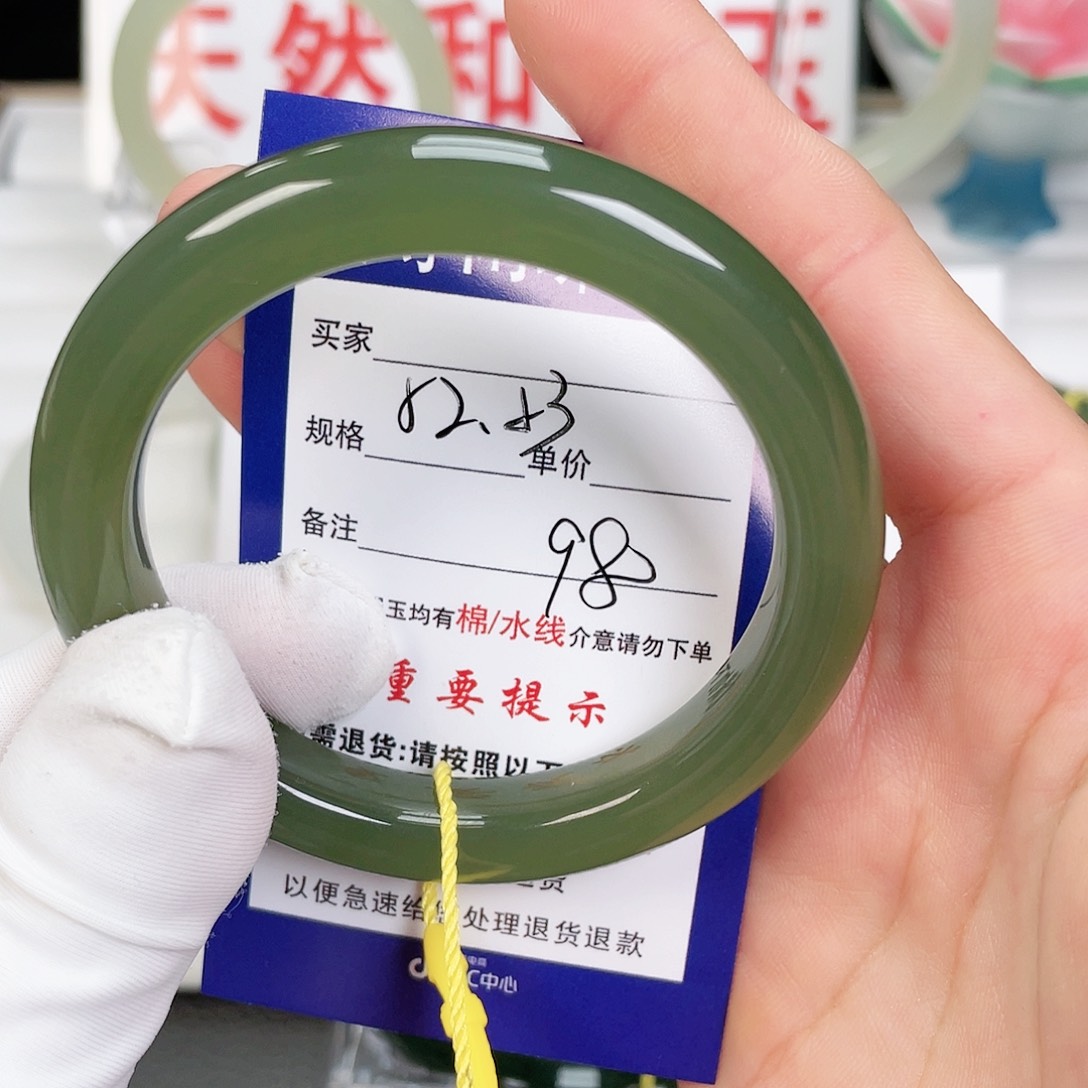 天然和玉
买家
规格 单价
备注
98
玉均有棉/水线介意请勿下单
重要提示
需退货:请按照以下
以便急速给 处理退货退款
C中心